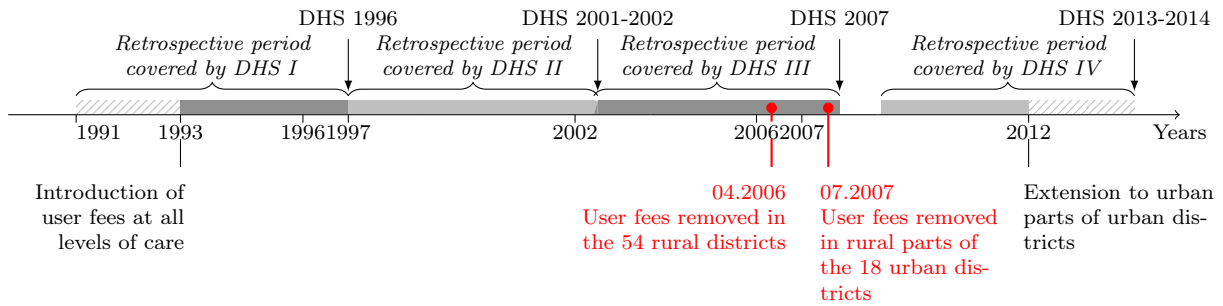 DHS 1996
DHS 2001-2002
DHS 2007
DHS 2013-2014
Retrospective period
covered by DHS I
Retrospective period
covered by DHS II
Retrospective period
covered by DHS III
Retrospective period
covered by DHS IV
1991
1993
1996
1997
2002
2006
2007
2012
Years
Introduction of
user fees at all
levels of care
04.2006
User fees removed in
the 54 rural districts
07.2007
User fees removed
in rural parts of
the 18 urban dis-
tricts
Extension to urban
parts of urban dis-
tricts